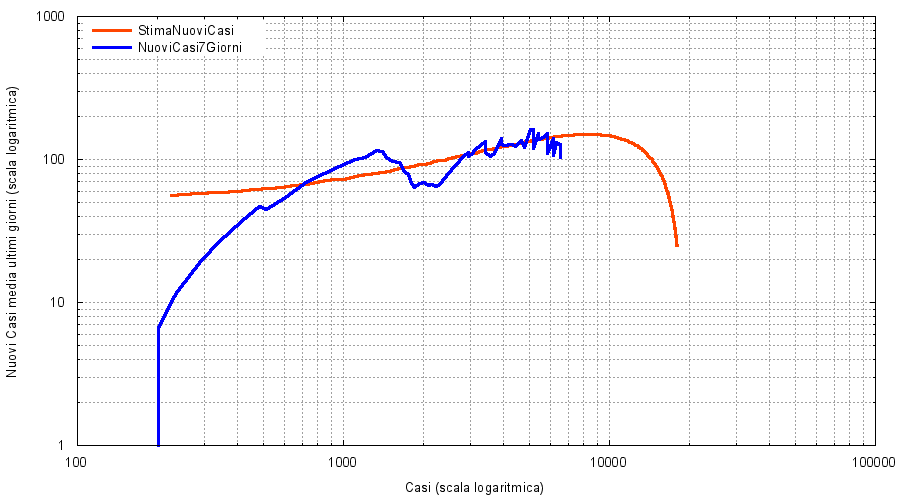 1000
StimaNuoviCasi
NuoviCasi7Giorni
100
10
1
100
1000
10000
100000
Nuovi Casi media ultimi giorni (scala logaritmica)
Casi (scala logaritmica)